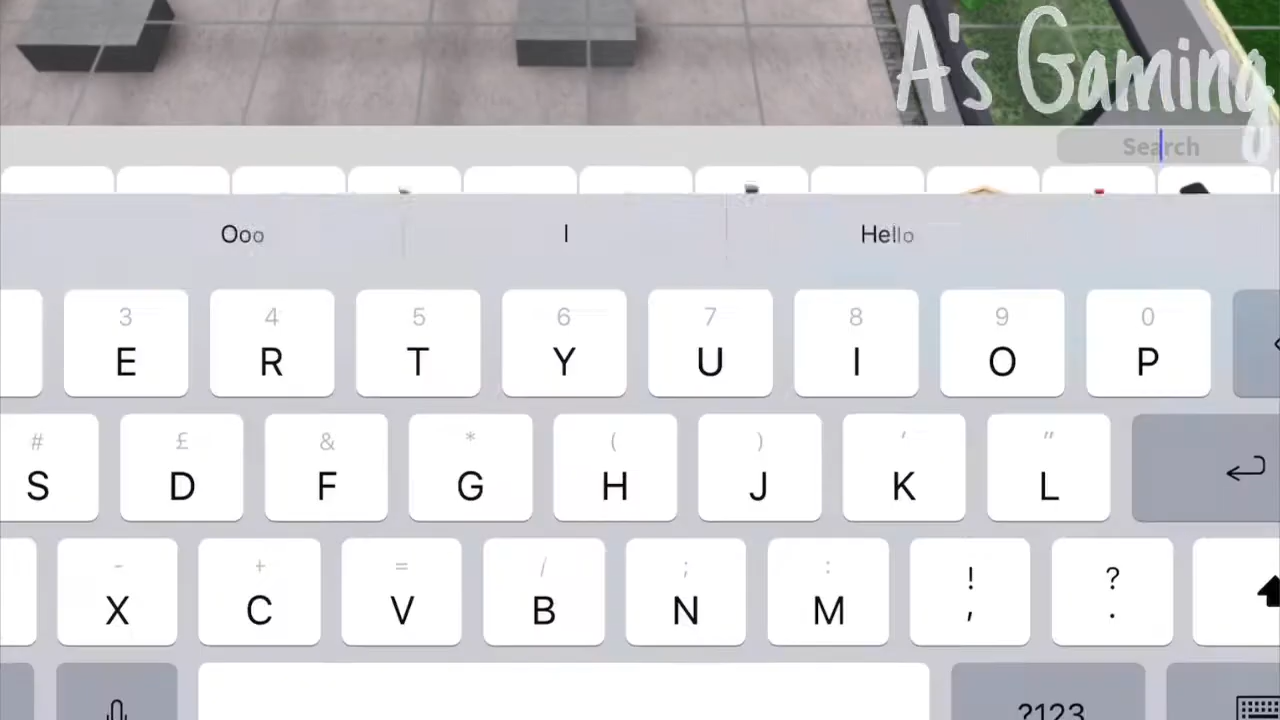 A's Gaming
Search
Ooo I Hello
3 4 5 6 7 8 9 0
E R T Y U I O P
# £ & * ( ) ' "
S D F G H J K L
- + = / ; : ! ?
X C V B N M , .
?123